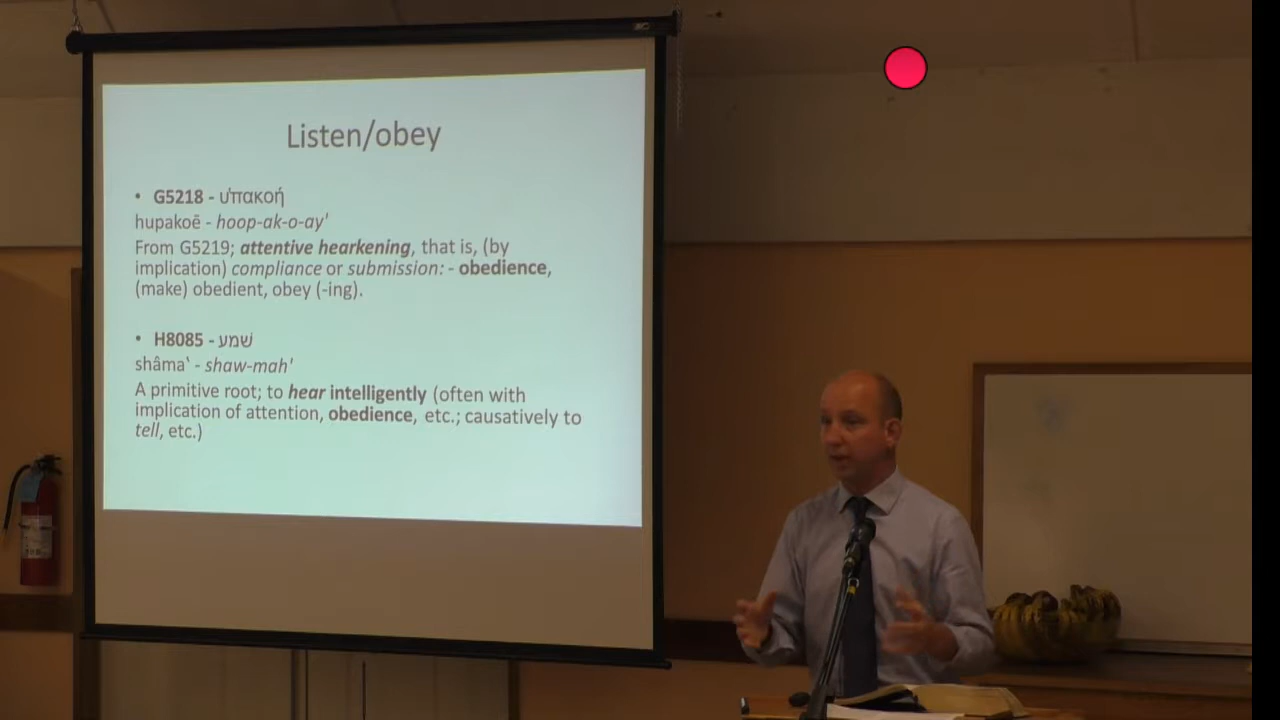 Listen/obey
• G5218 - υ῾πακοή
hupakoē - hoop-ak-o-ay'
From G5219; attentive hearkening, that is, (by
implication) compliance or submission: - obedience,
(make) obedient, obey (-ing).
• H8085 - שׁמע
shâma‛ - shaw-mah'
A primitive root; to hear intelligently (often with
implication of attention, obedience, etc.; causatively to
tell, etc.)